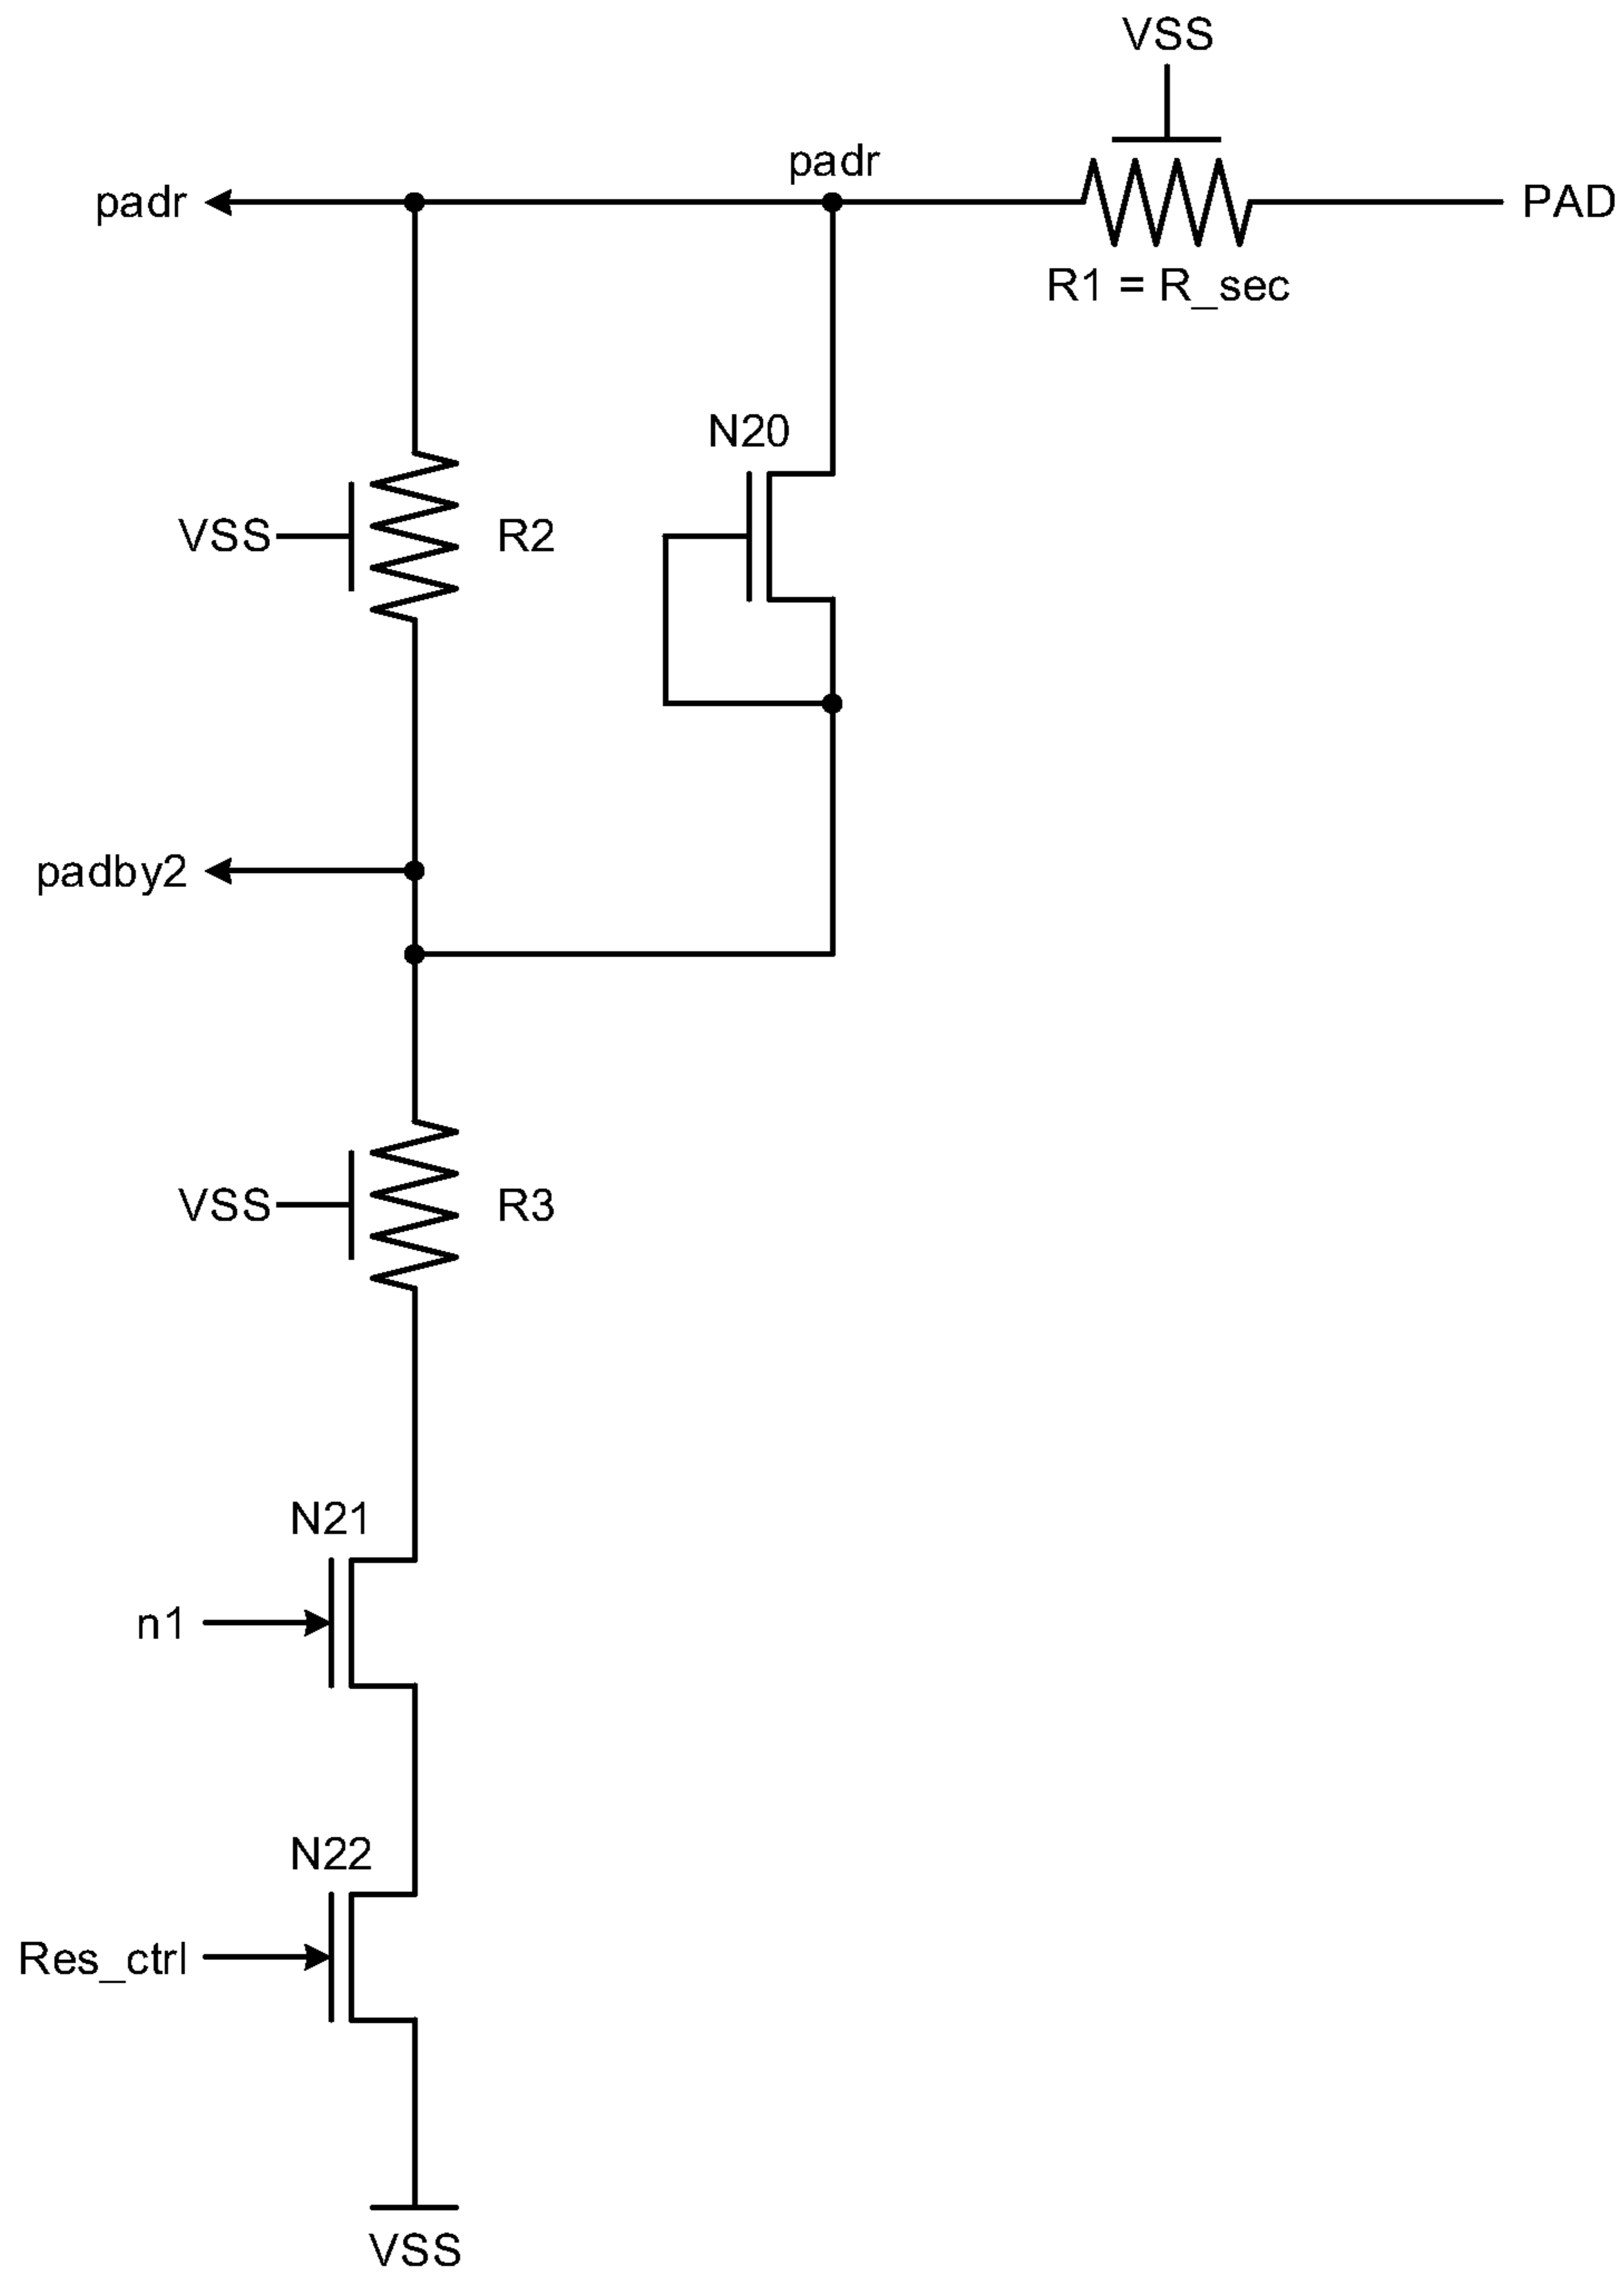 VSS
padr
padr
PAD
R1 = R_sec
N20
VSS
R2
padby2
VSS
R3
N21
n1
N22
Res_ctrl
VSS